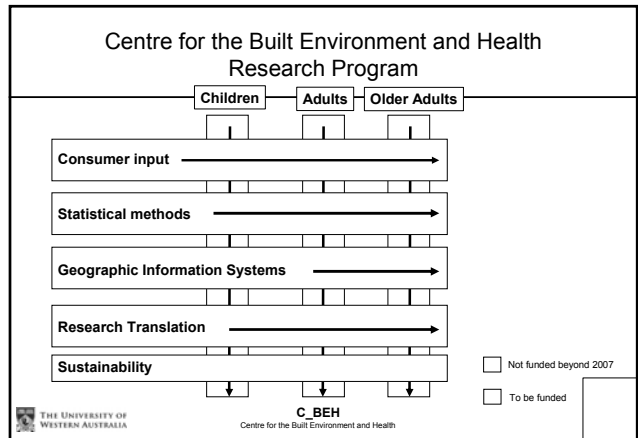 Centre for the Built Environment and Health
Research Program
Children
Adults
Older Adults
Consumer input
Statistical methods
Geographic Information Systems
Research Translation
Sustainability
Not funded beyond 2007
To be funded
THE UNIVERSITY OF
WESTERN AUSTRALIA
C_BEH
Centre for the Built Environment and Health